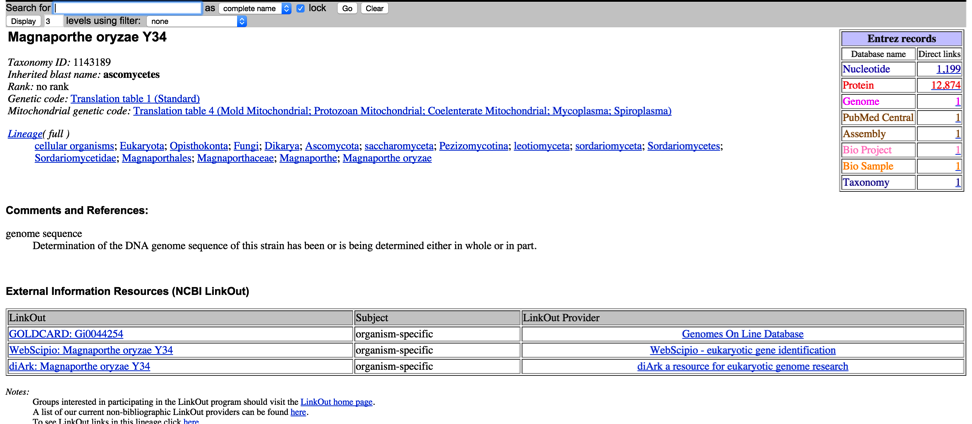 Search for as complete name lock Go Clear
Display 3 levels using filter: none
Magnaporthe oryzae Y34
Taxonomy ID: 1143189
Inherited blast name: ascomycetes
Rank: no rank
Genetic code: Translation table 1 (Standard)
Mitochondrial genetic code: Translation table 4 (Mold Mitochondrial; Protozoan Mitochondrial; Coelenterate Mitochondrial; Mycoplasma; Spiroplasma)
Lineage( full )
cellular organisms; Eukaryota; Opisthokonta; Fungi; Dikarya; Ascomycota; saccharomyceta; Pezizomycotina; leotiomyceta; sordariomyceta; Sordariomycetes;
Sordariomycetidae; Magnaporthales; Magnaporthaceae; Magnaporthe; Magnaporthe oryzae
Entrez records
Database name Direct links
Nucleotide 1,199
Protein 12,874
Genome 1
PubMed Central 1
Assembly 1
Bio Project 1
Bio Sample 1
Taxonomy 1
Comments and References:
genome sequence
Determination of the DNA genome sequence of this strain has been or is being determined either in whole or in part.
External Information Resources (NCBI LinkOut)
LinkOut Subject LinkOut Provider
GOLDCARD: Gi0044254 organism-specific Genomes On Line Database
WebScipio: Magnaporthe oryzae Y34 organism-specific WebScipio - eukaryotic gene identification
diArk: Magnaporthe oryzae Y34 organism-specific diArk a resource for eukaryotic genome research
Notes:
Groups interested in participating in the LinkOut program should visit the LinkOut home page.
A list of our current non-bibliographic LinkOut providers can be found here.
To see LinkOut links in this lineage click here